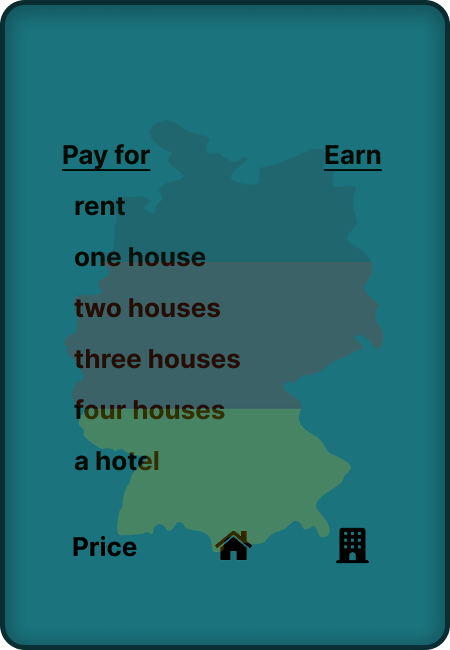 Pay for Earn
rent
one house
two houses
three houses
four houses
a hotel
Price